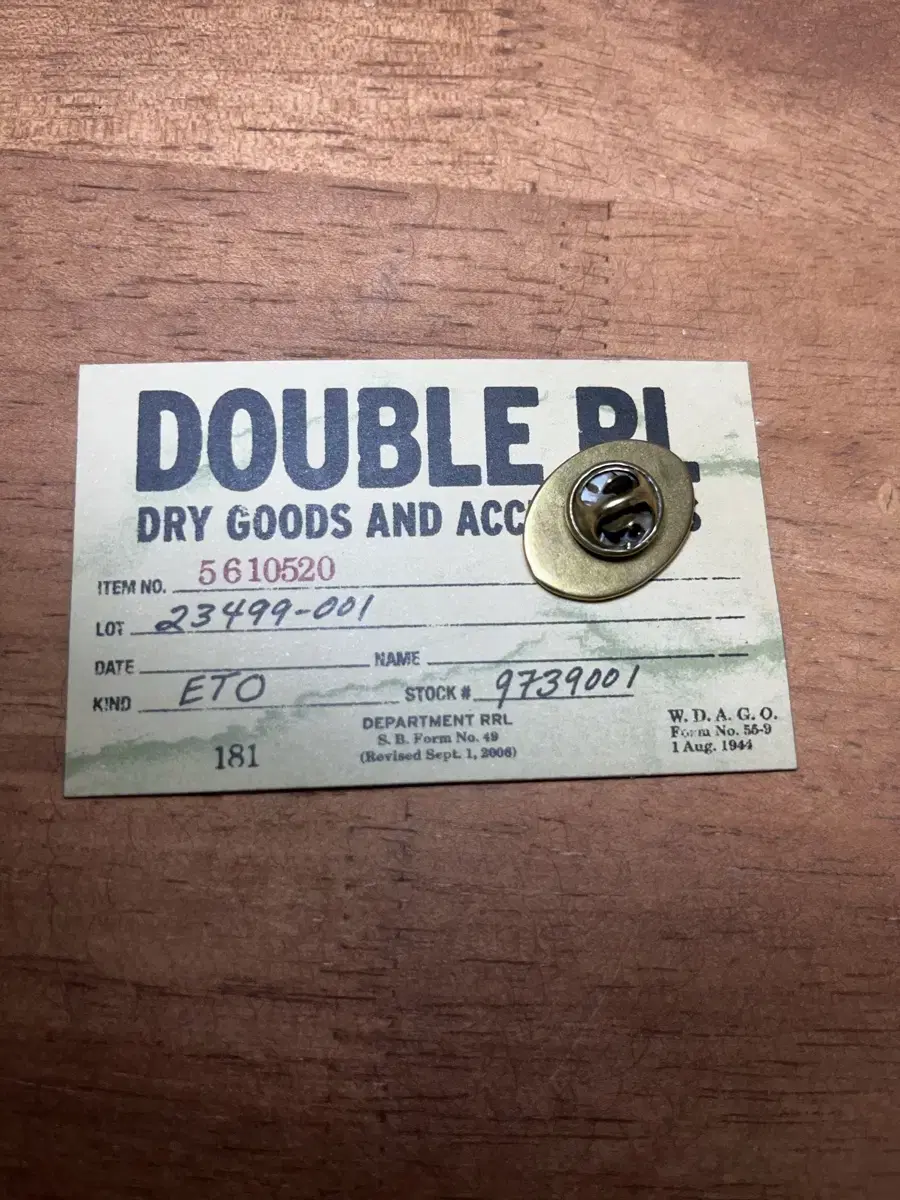 DOUBLE RL
DRY GOODS AND ACC S
ITEM NO. 5610520
LOT 23499-001
DATE NAME
KIND ETO STOCK # 9739001
DEPARTMENT RRL
S. B. Form No. 49
(Revised Sept. 1, 2006)
181
W. D. A. G. O.
Form No. 55-9
1 Aug. 1944